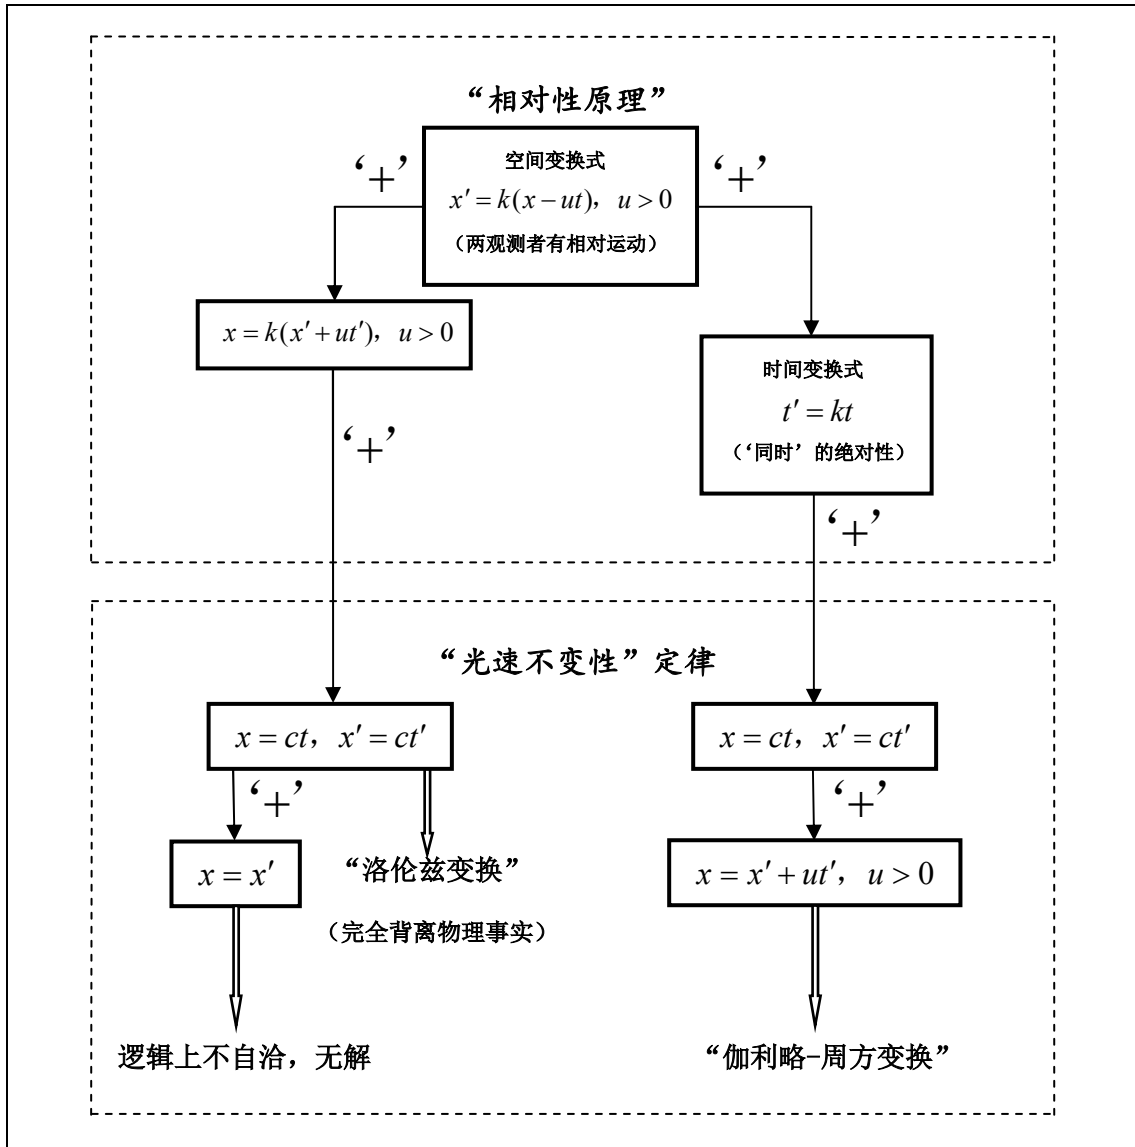 “相对性原理”
‘+’
空间变换式
x′ = k(x − ut), u > 0
(两观测者有相对运动)
‘+’
x = k(x′ + ut′), u > 0
时间变换式
t′ = kt
(‘同时’的绝对性)
‘+’
‘+’
“光速不变性”定律
x = ct, x′ = ct′
x = ct, x′ = ct′
‘+’
‘+’
x = x′
“洛伦兹变换”
(完全背离物理事实)
x = x′ + ut′, u > 0
逻辑上不自洽,无解
“伽利略-周方变换”